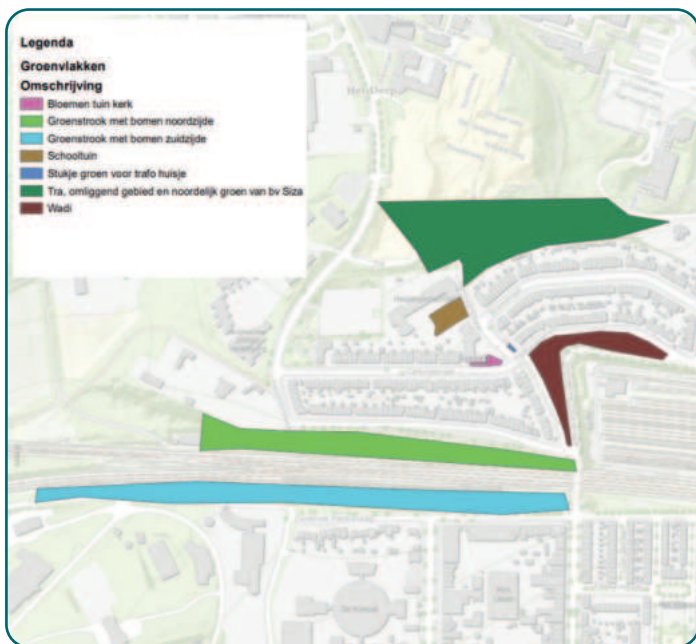 Legenda
Groenvlakken
Omschrijving
Bloemen tuin kerk
Groenstrook met bomen noordzijde
Groenstrook met bomen zuidzijde
Schooltuin
Stukje groen voor trafo huisje
Tra, omliggend gebied en noordelijk groen van bv Siza
Wadi